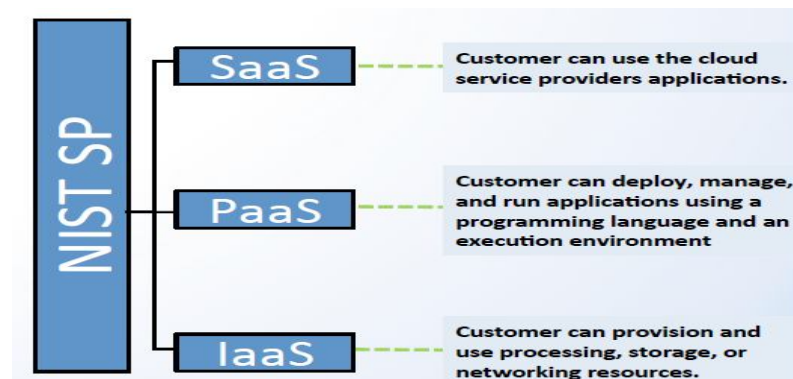 NIST SP
SaaS
Customer can use the cloud
service providers applications.
PaaS
Customer can deploy, manage,
and run applications using a
programming language and an
execution environment
IaaS
Customer can provision and
use processing, storage, or
networking resources.